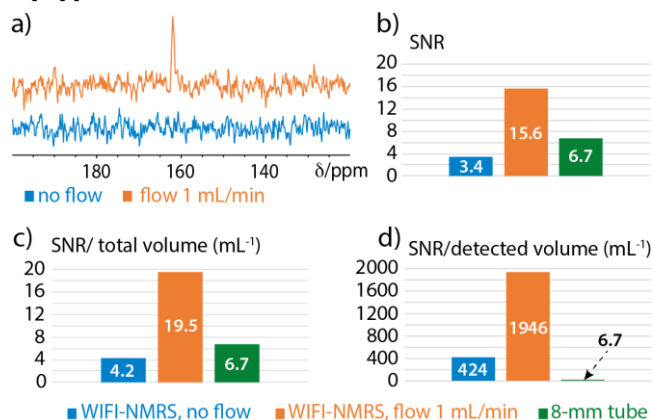 a)
180
160
140
δ/ppm
no flow
flow 1 mL/min
b)
SNR
20
16
12
8
4
0
3.4
15.6
6.7
c)
SNR/ total volume (mL⁻¹)
20
16
12
8
4
0
4.2
19.5
6.7
d)
SNR/detected volume (mL⁻¹)
2000
1600
1200
800
400
0
424
1946
6.7
WIFI-NMRS, no flow
WIFI-NMRS, flow 1 mL/min
8-mm tube